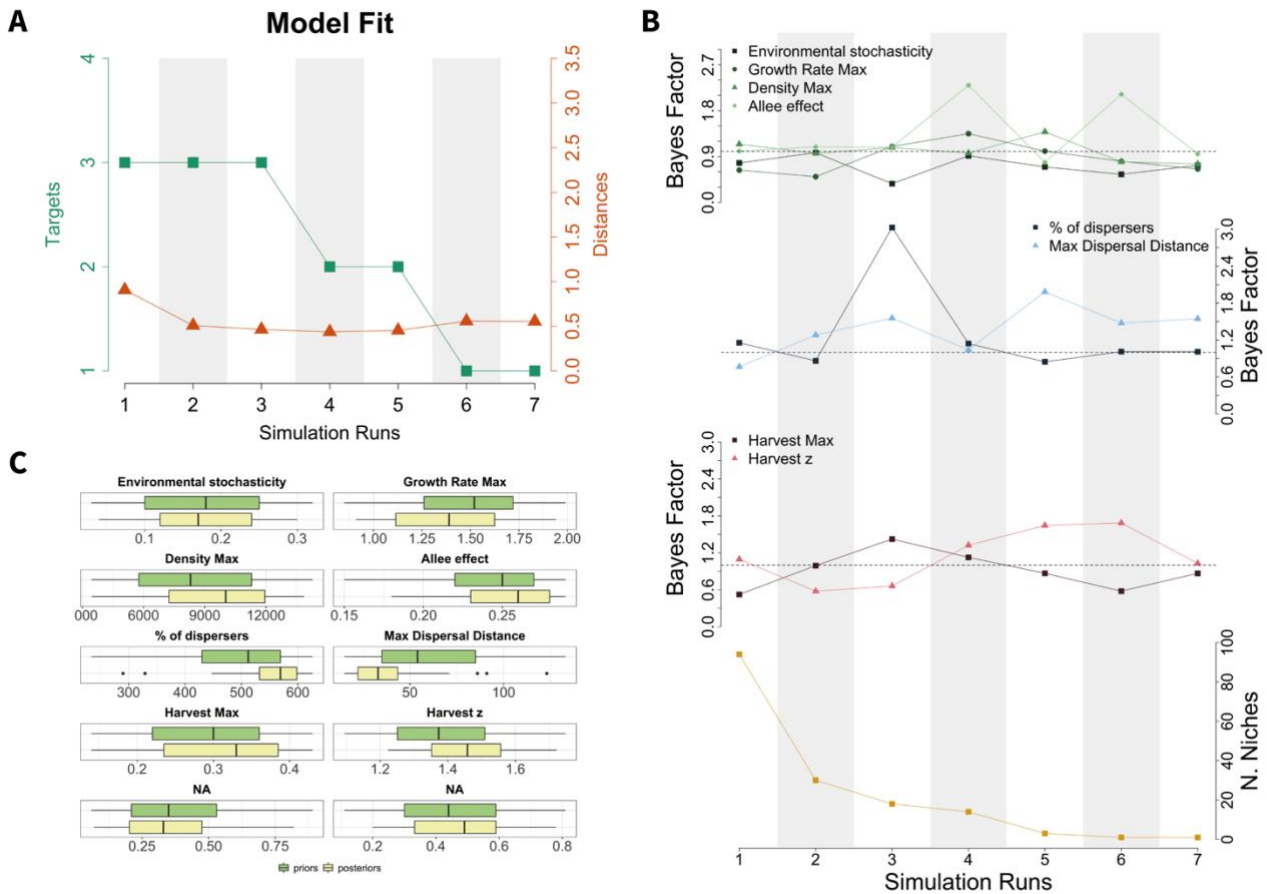 A
Model Fit
Targets
1
2
3
4
Distances
0.0
0.5
1.0
1.5
2.0
2.5
3.0
3.5
1 2 3 4 5 6 7
Simulation Runs
B
Environmental stochasticity
Growth Rate Max
Density Max
Allee effect
Bayes Factor
0.0
0.9
1.8
2.7
% of dispersers
Max Dispersal Distance
Bayes Factor
0.0
0.6
1.2
1.8
2.4
3.0
Harvest Max
Harvest z
Bayes Factor
0.0
0.6
1.2
1.8
2.4
3.0
N. Niches
0
20
40
60
80
100
1 2 3 4 5 6 7
Simulation Runs
C
Environmental stochasticity
0.1 0.2 0.3
Growth Rate Max
1.00 1.25 1.50 1.75 2.00
Density Max
000 6000 9000 12000
Allee effect
0.15 0.20 0.25
% of dispersers
300 400 500 600
Max Dispersal Distance
50 100
Harvest Max
0.2 0.3 0.4
Harvest z
1.2 1.4 1.6
NA
0.25 0.50 0.75
NA
0.2 0.4 0.6 0.8
priors posteriors